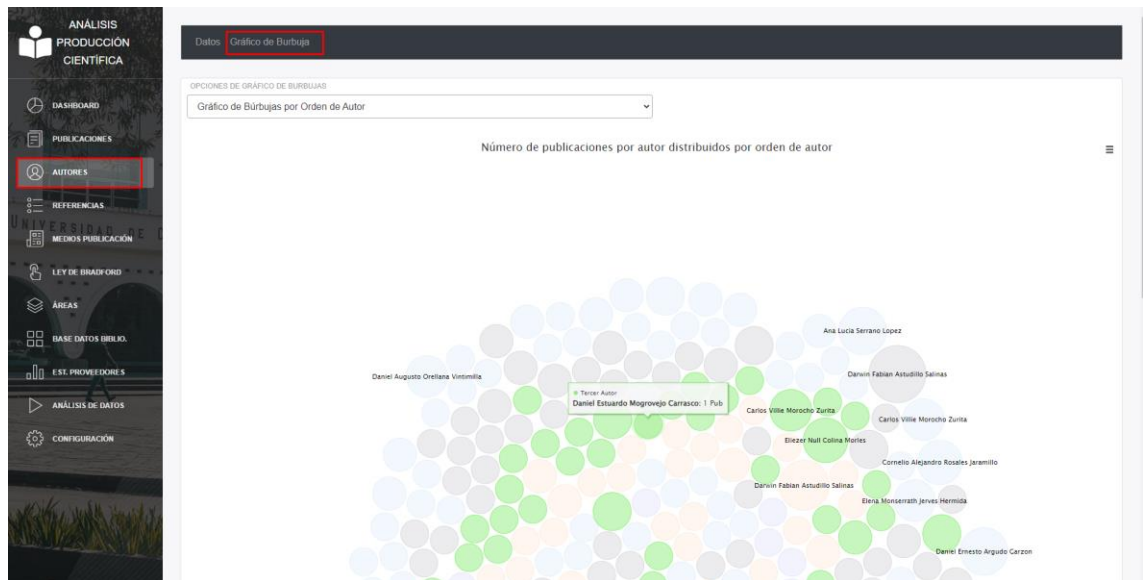 ANÁLISIS
PRODUCCIÓN
CIENTÍFICA
DASHBOARD
PUBLICACIONES
AUTORES
REFERENCIAS
MEDIOS PUBLICACIÓN
LEY DE BRADFORD
ÁREAS
BASE DATOS BIBLIO.
EST. PROVEEDORES
ANÁLISIS DE DATOS
CONFIGURACIÓN
Datos Gráfico de Burbuja
OPCIONES DE GRÁFICO DE BURBUJAS
Gráfico de Búrbujas por Orden de Autor
Número de publicaciones por autor distribuidos por orden de autor
Ana Lucia Serrano Lopez
Daniel Augusto Orellana Vintimilla
Darwin Fabian Astudillo Salinas
Tercer Autor
Daniel Estuardo Mogrovejo Carrasco: 1 Pub
Carlos Villie Morocho Zurita
Carlos Villie Morocho Zurita
Eliezer Null Colina Morles
Cornelio Alejandro Rosales Jaramillo
Darwin Fabian Astudillo Salinas
Elena Monserrath Jerves Hermida
Daniel Ernesto Argudo Garzon